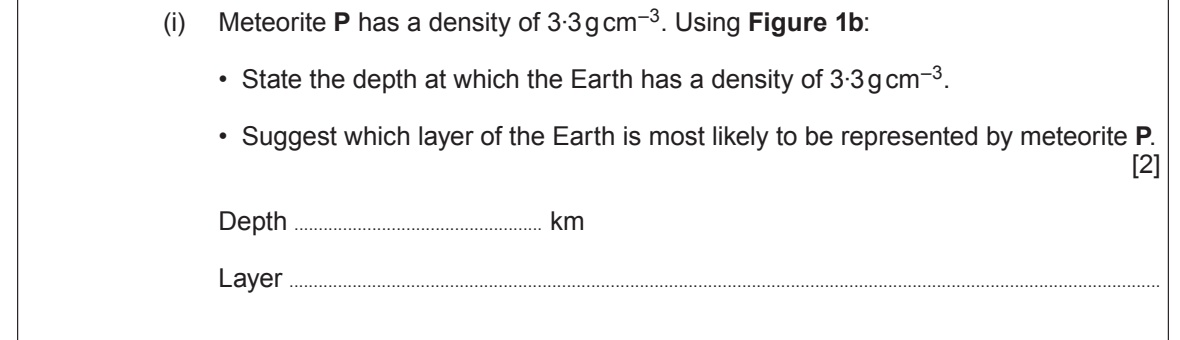 (i) Meteorite P has a density of 3·3 g cm⁻³. Using Figure 1b:
• State the depth at which the Earth has a density of 3·3 g cm⁻³.
• Suggest which layer of the Earth is most likely to be represented by meteorite P.
[2]
Depth .................................................... km
Layer ....................................................................................................................................................................................